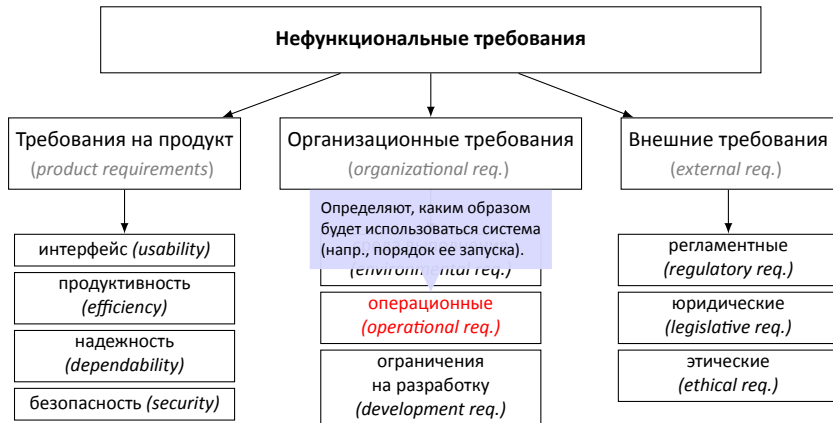 Нефункциональные требования
Требования на продукт
(product requirements)
интерфейс (usability)
продуктивность
(efficiency)
надежность
(dependability)
безопасность (security)
Организационные требования
(organizational req.)
Определяют, каким образом
будет использоваться система
(напр., порядок ее запуска).
(environmental req.)
операционные
(operational req.)
ограничения
на разработку
(development req.)
Внешние требования
(external req.)
регламентные
(regulatory req.)
юридические
(legislative req.)
этические
(ethical req.)